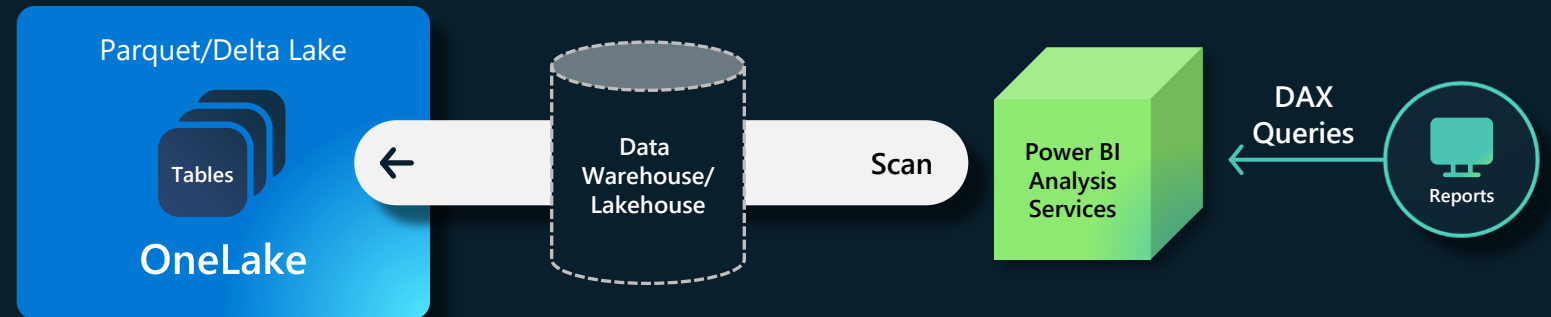 Parquet/Delta Lake
Tables
OneLake
Data
Warehouse/
Lakehouse
Scan
Power BI
Analysis
Services
DAX
Queries
Reports